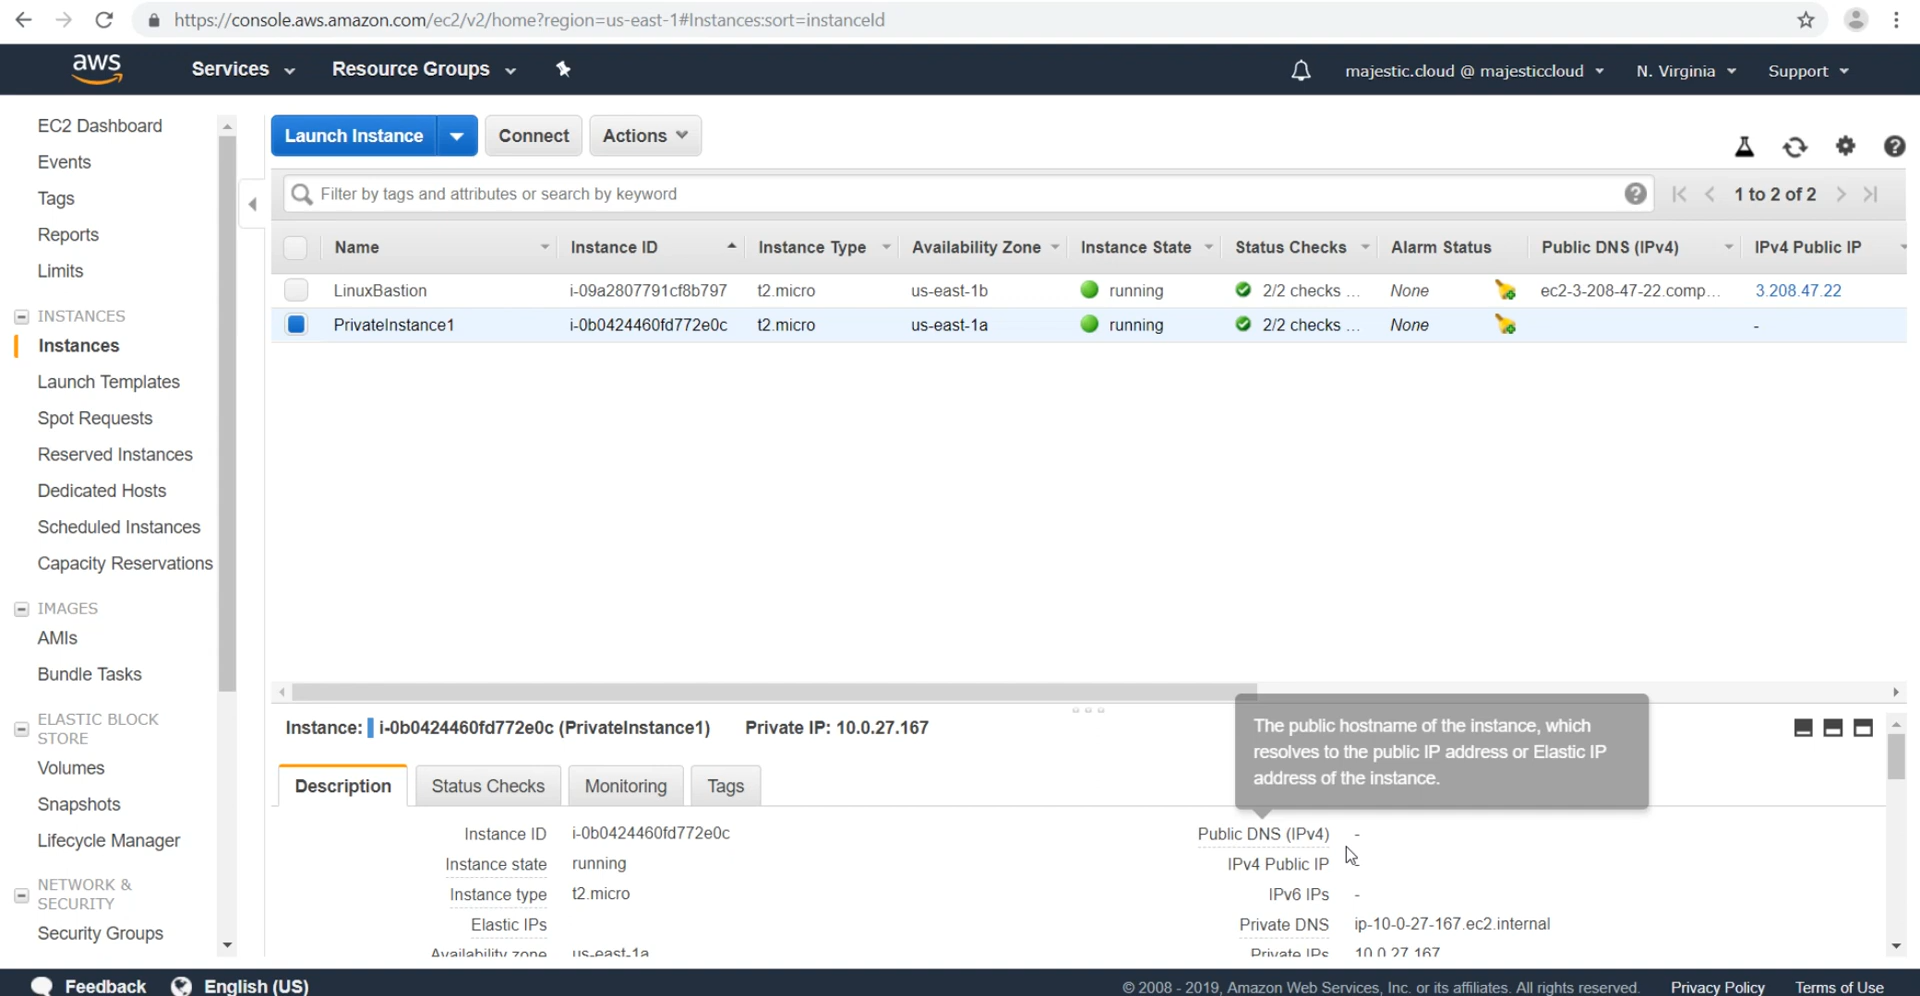 https://console.aws.amazon.com/ec2/v2/home?region=us-east-1#Instances:sort=instanceId
aws
Services
Resource Groups
majestic.cloud @ majesticcloud
N. Virginia
Support
EC2 Dashboard
Events
Tags
Reports
Limits
INSTANCES
Instances
Launch Templates
Spot Requests
Reserved Instances
Dedicated Hosts
Scheduled Instances
Capacity Reservations
IMAGES
AMIs
Bundle Tasks
ELASTIC BLOCK
STORE
Volumes
Snapshots
Lifecycle Manager
NETWORK &
SECURITY
Security Groups
Launch Instance
Connect
Actions
Filter by tags and attributes or search by keyword
1 to 2 of 2
Name Instance ID Instance Type Availability Zone Instance State Status Checks Alarm Status Public DNS (IPv4) IPv4 Public IP
LinuxBastion i-09a2807791cf8b797 t2.micro us-east-1b running 2/2 checks ... None ec2-3-208-47-22.comp... 3.208.47.22
PrivateInstance1 i-0b0424460fd772e0c t2.micro us-east-1a running 2/2 checks ... None -
Instance: i-0b0424460fd772e0c (PrivateInstance1) Private IP: 10.0.27.167
The public hostname of the instance, which
resolves to the public IP address or Elastic IP
address of the instance.
Description
Status Checks
Monitoring
Tags
Instance ID i-0b0424460fd772e0c
Instance state running
Instance type t2.micro
Elastic IPs
Availability zone us-east-1a
Public DNS (IPv4) -
IPv4 Public IP -
IPv6 IPs -
Private DNS ip-10-0-27-167.ec2.internal
Private IPs 10.0.27.167
Feedback
English (US)
© 2008 - 2019, Amazon Web Services, Inc. or its affiliates. All rights reserved.
Privacy Policy
Terms of Use